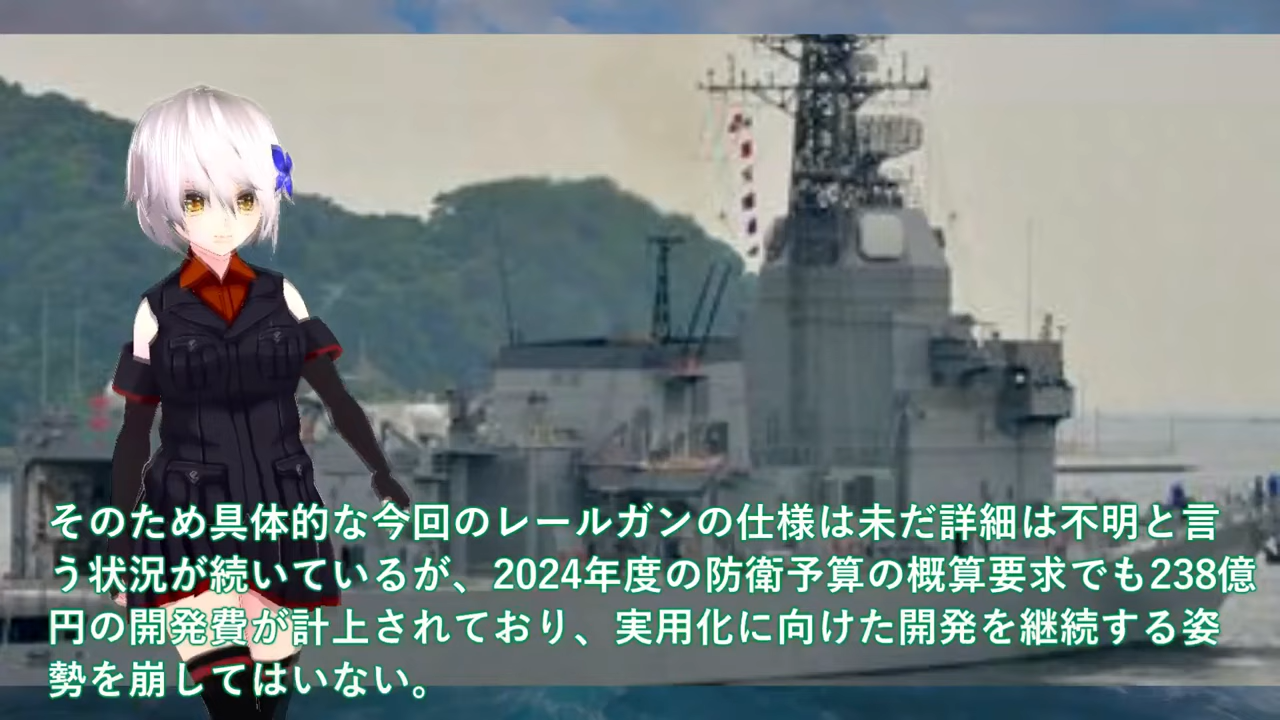 そのため具体的な今回のレールガンの仕様は未だ詳細は不明と言
う状況が続いているが、2024年度の防衛予算の概算要求でも238億
円の開発費が計上されており、実用化に向けた開発を継続する姿
勢を崩してはいない。